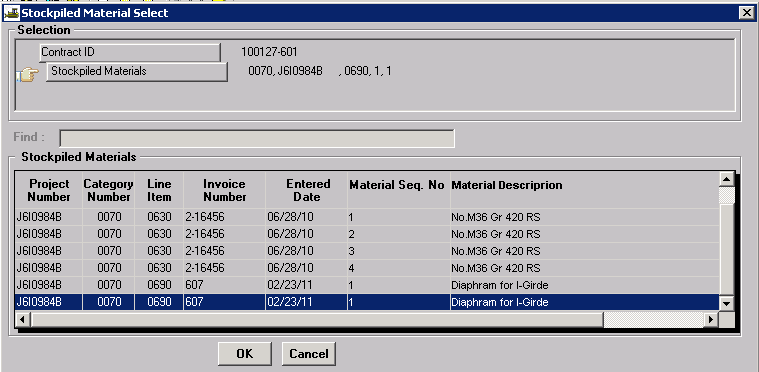 Stockpiled Material Select
Selection
Contract ID 100127-601
Stockpiled Materials 0070, J6I0984B , 0690, 1, 1
Find :
Stockpiled Materials
Project Number Category Number Line Item Invoice Number Entered Date Material Seq. No Material Descriprion
J6I0984B 0070 0630 2-16456 06/28/10 1 No.M36 Gr 420 RS
J6I0984B 0070 0630 2-16456 06/28/10 2 No.M36 Gr 420 RS
J6I0984B 0070 0630 2-16456 06/28/10 3 No.M36 Gr 420 RS
J6I0984B 0070 0630 2-16456 06/28/10 4 No.M36 Gr 420 RS
J6I0984B 0070 0690 607 02/23/11 1 Diaphram for I-Girde
J6I0984B 0070 0690 607 02/23/11 1 Diaphram for I-Girde
OK Cancel